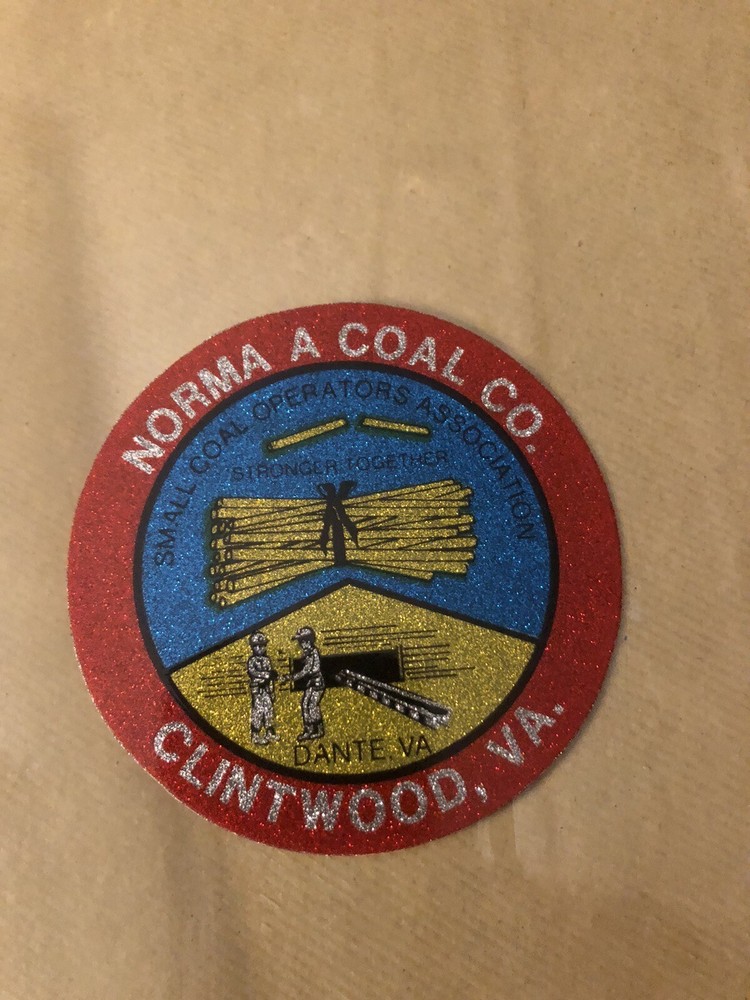 NORMA A COAL CO.
SMALL COAL OPERATORS ASSOCIATION
STRONGER TOGETHER
DANTE, VA
CLINTWOOD, VA.